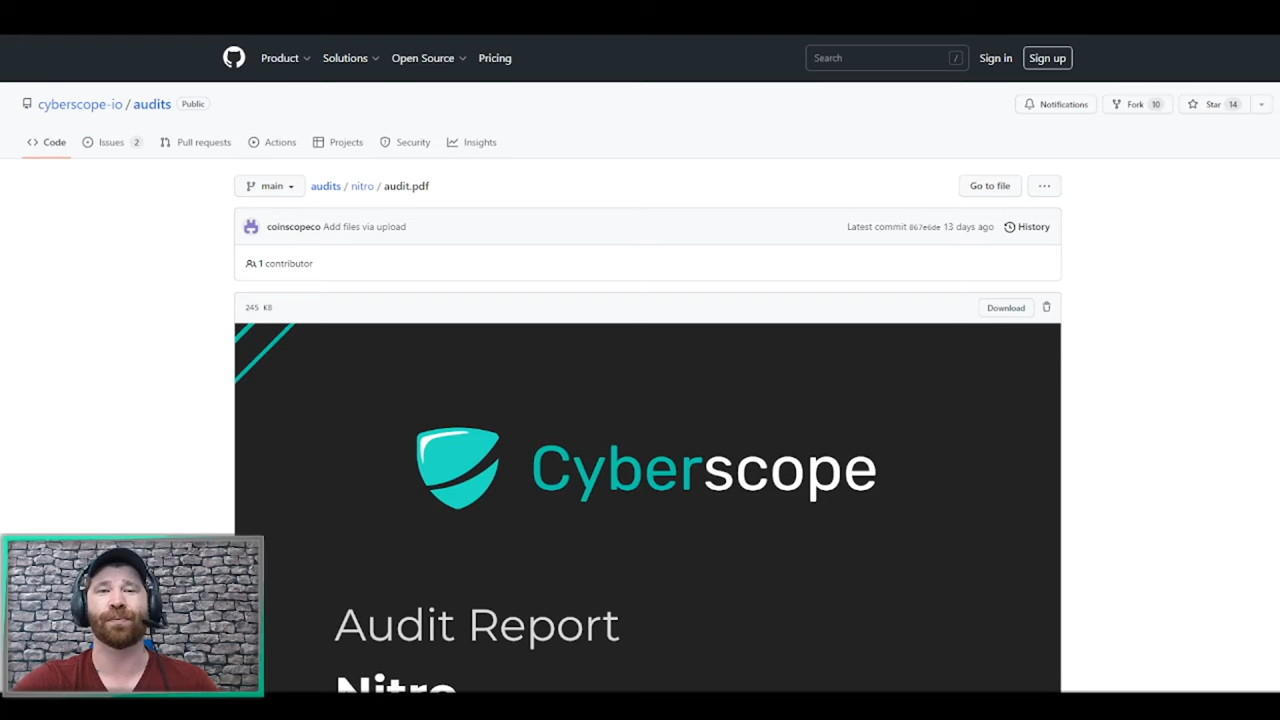 Product Solutions Open Source Pricing Search / Sign in Sign up
cyberscope-io / audits Public Notifications Fork 10 Star 14
Code Issues 2 Pull requests Actions Projects Security Insights
main audits / nitro / audit.pdf Go to file ...
coinscopeco Add files via upload Latest commit 867e6de 13 days ago History
1 contributor
245 KB Download
Cyberscope
Audit Report
Nitro